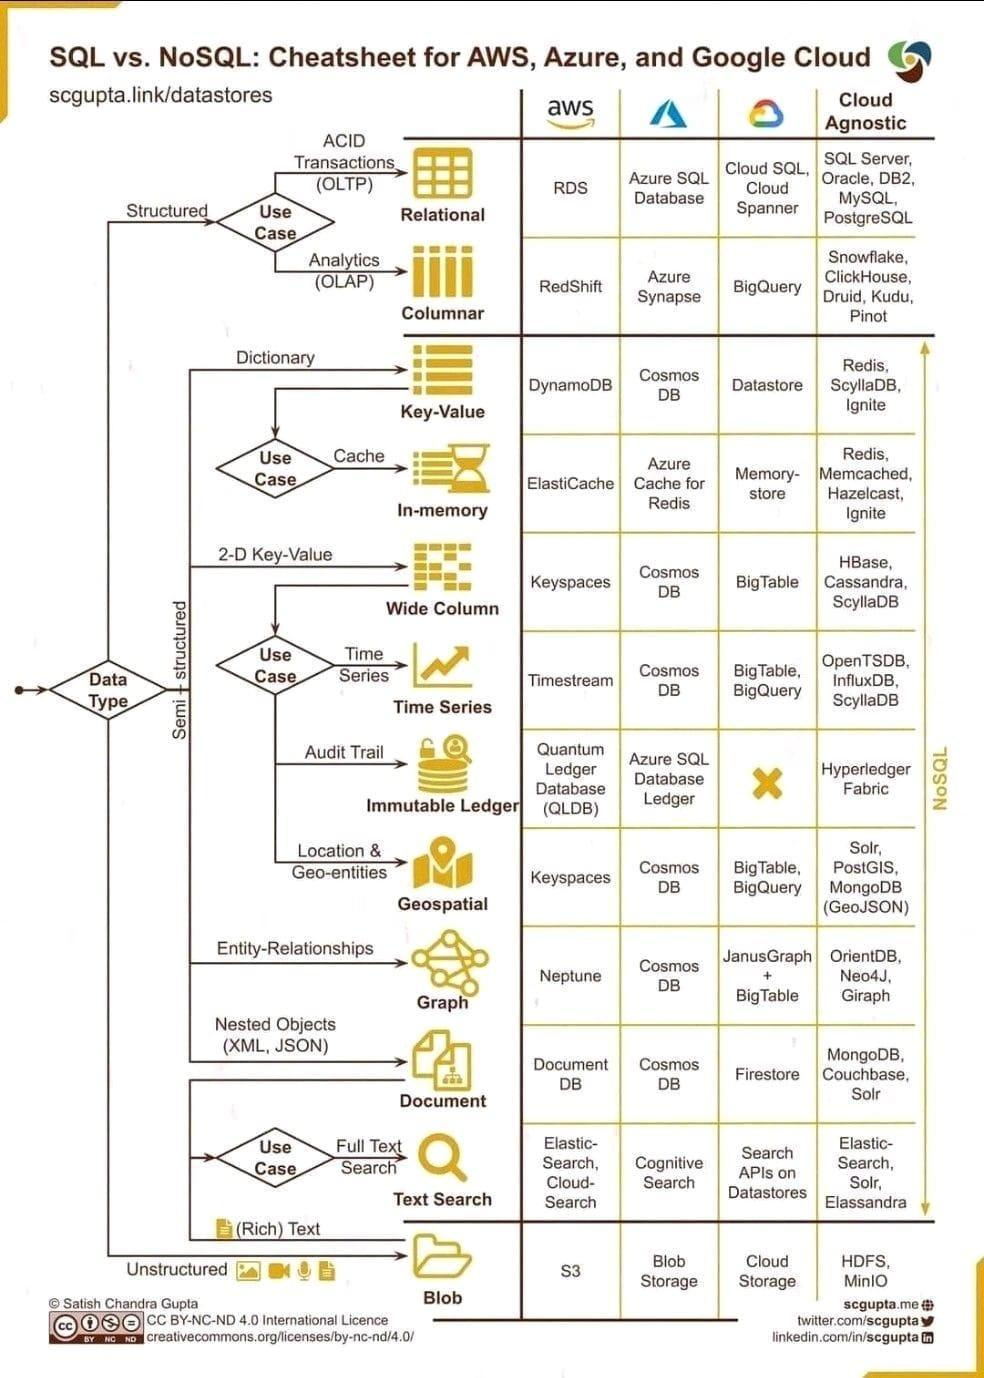 SQL vs. NoSQL: Cheatsheet for AWS, Azure, and Google Cloud
scgupta.link/datastores
aws
Cloud
Agnostic
Structured
Use
Case
ACID
Transactions
(OLTP)
Relational
RDS
Azure SQL
Database
Cloud SQL,
Cloud
Spanner
SQL Server,
Oracle, DB2,
MySQL,
PostgreSQL
Analytics
(OLAP)
Columnar
RedShift
Azure
Synapse
BigQuery
Snowflake,
ClickHouse,
Druid, Kudu,
Pinot
Dictionary
Key-Value
DynamoDB
Cosmos
DB
Datastore
Redis,
ScyllaDB,
Ignite
Use
Case
Cache
In-memory
ElastiCache
Azure
Cache for
Redis
Memory-
store
Redis,
Memcached,
Hazelcast,
Ignite
2-D Key-Value
Wide Column
Keyspaces
Cosmos
DB
BigTable
HBase,
Cassandra,
ScyllaDB
Data
Type
Semi - structured
Use
Case
Time
Series
Time Series
Timestream
Cosmos
DB
BigTable,
BigQuery
OpenTSDB,
InfluxDB,
ScyllaDB
Audit Trail
Immutable Ledger
Quantum
Ledger
Database
(QLDB)
Azure SQL
Database
Ledger
Hyperledger
Fabric
NoSQL
Location &
Geo-entities
Geospatial
Keyspaces
Cosmos
DB
BigTable,
BigQuery
Solr,
PostGIS,
MongoDB
(GeoJSON)
Entity-Relationships
Graph
Neptune
Cosmos
DB
JanusGraph
+
BigTable
OrientDB,
Neo4J,
Giraph
Nested Objects
(XML, JSON)
Document
Document
DB
Cosmos
DB
Firestore
MongoDB,
Couchbase,
Solr
Use
Case
Full Text
Search
Text Search
Elastic-
Search,
Cloud-
Search
Cognitive
Search
Search
APIs on
Datastores
Elastic-
Search,
Solr,
Elassandra
(Rich) Text
Unstructured
Blob
S3
Blob
Storage
Cloud
Storage
HDFS,
MinIO
© Satish Chandra Gupta
cc BY NC ND
CC BY-NC-ND 4.0 International Licence
creativecommons.org/licenses/by-nc-nd/4.0/
scgupta.me
twitter.com/scgupta
linkedin.com/in/scgupta in